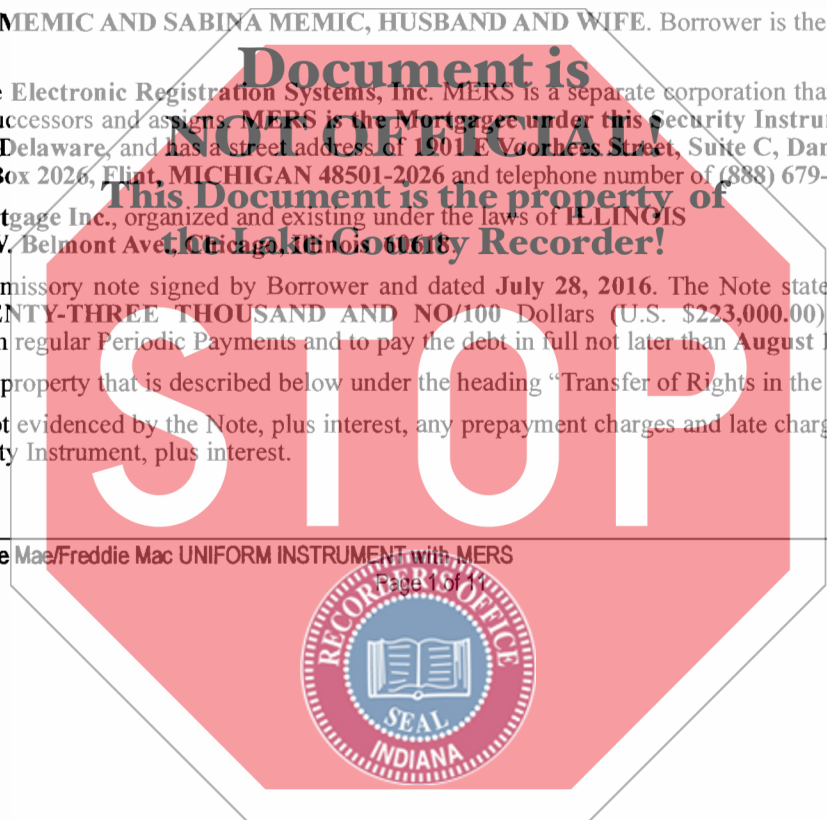 MEMIC AND SABINA MEMIC, HUSBAND AND WIFE. Borrower is the
Document is
e Electronic Registration Systems, Inc. MERS is a separate corporation tha
uccessors and assigns. MERS is the Mortgagee under this Security Instru
NOT OFFICIAL!
Delaware, and has a street address of 1901 E Voorhees Street, Suite C, Dan
Box 2026, Flint, MICHIGAN 48501-2026 and telephone number of (888) 679-
This Document is the property of
tgage Inc., organized and existing under the laws of ILLINOIS
the Lake County Recorder!
. Belmont Ave., Chicago, Illinois 60618.
missory note signed by Borrower and dated July 28, 2016. The Note state
ENTY-THREE THOUSAND AND NO/100 Dollars (U.S. $223,000.00)
n regular Periodic Payments and to pay the debt in full not later than August 1
property that is described below under the heading “Transfer of Rights in the
ot evidenced by the Note, plus interest, any prepayment charges and late charg
ty Instrument, plus interest.
STOP
e Mae/Freddie Mac UNIFORM INSTRUMENT with MERS
Page 1 of 11
RECORDER'S OFFICE
SEAL
INDIANA